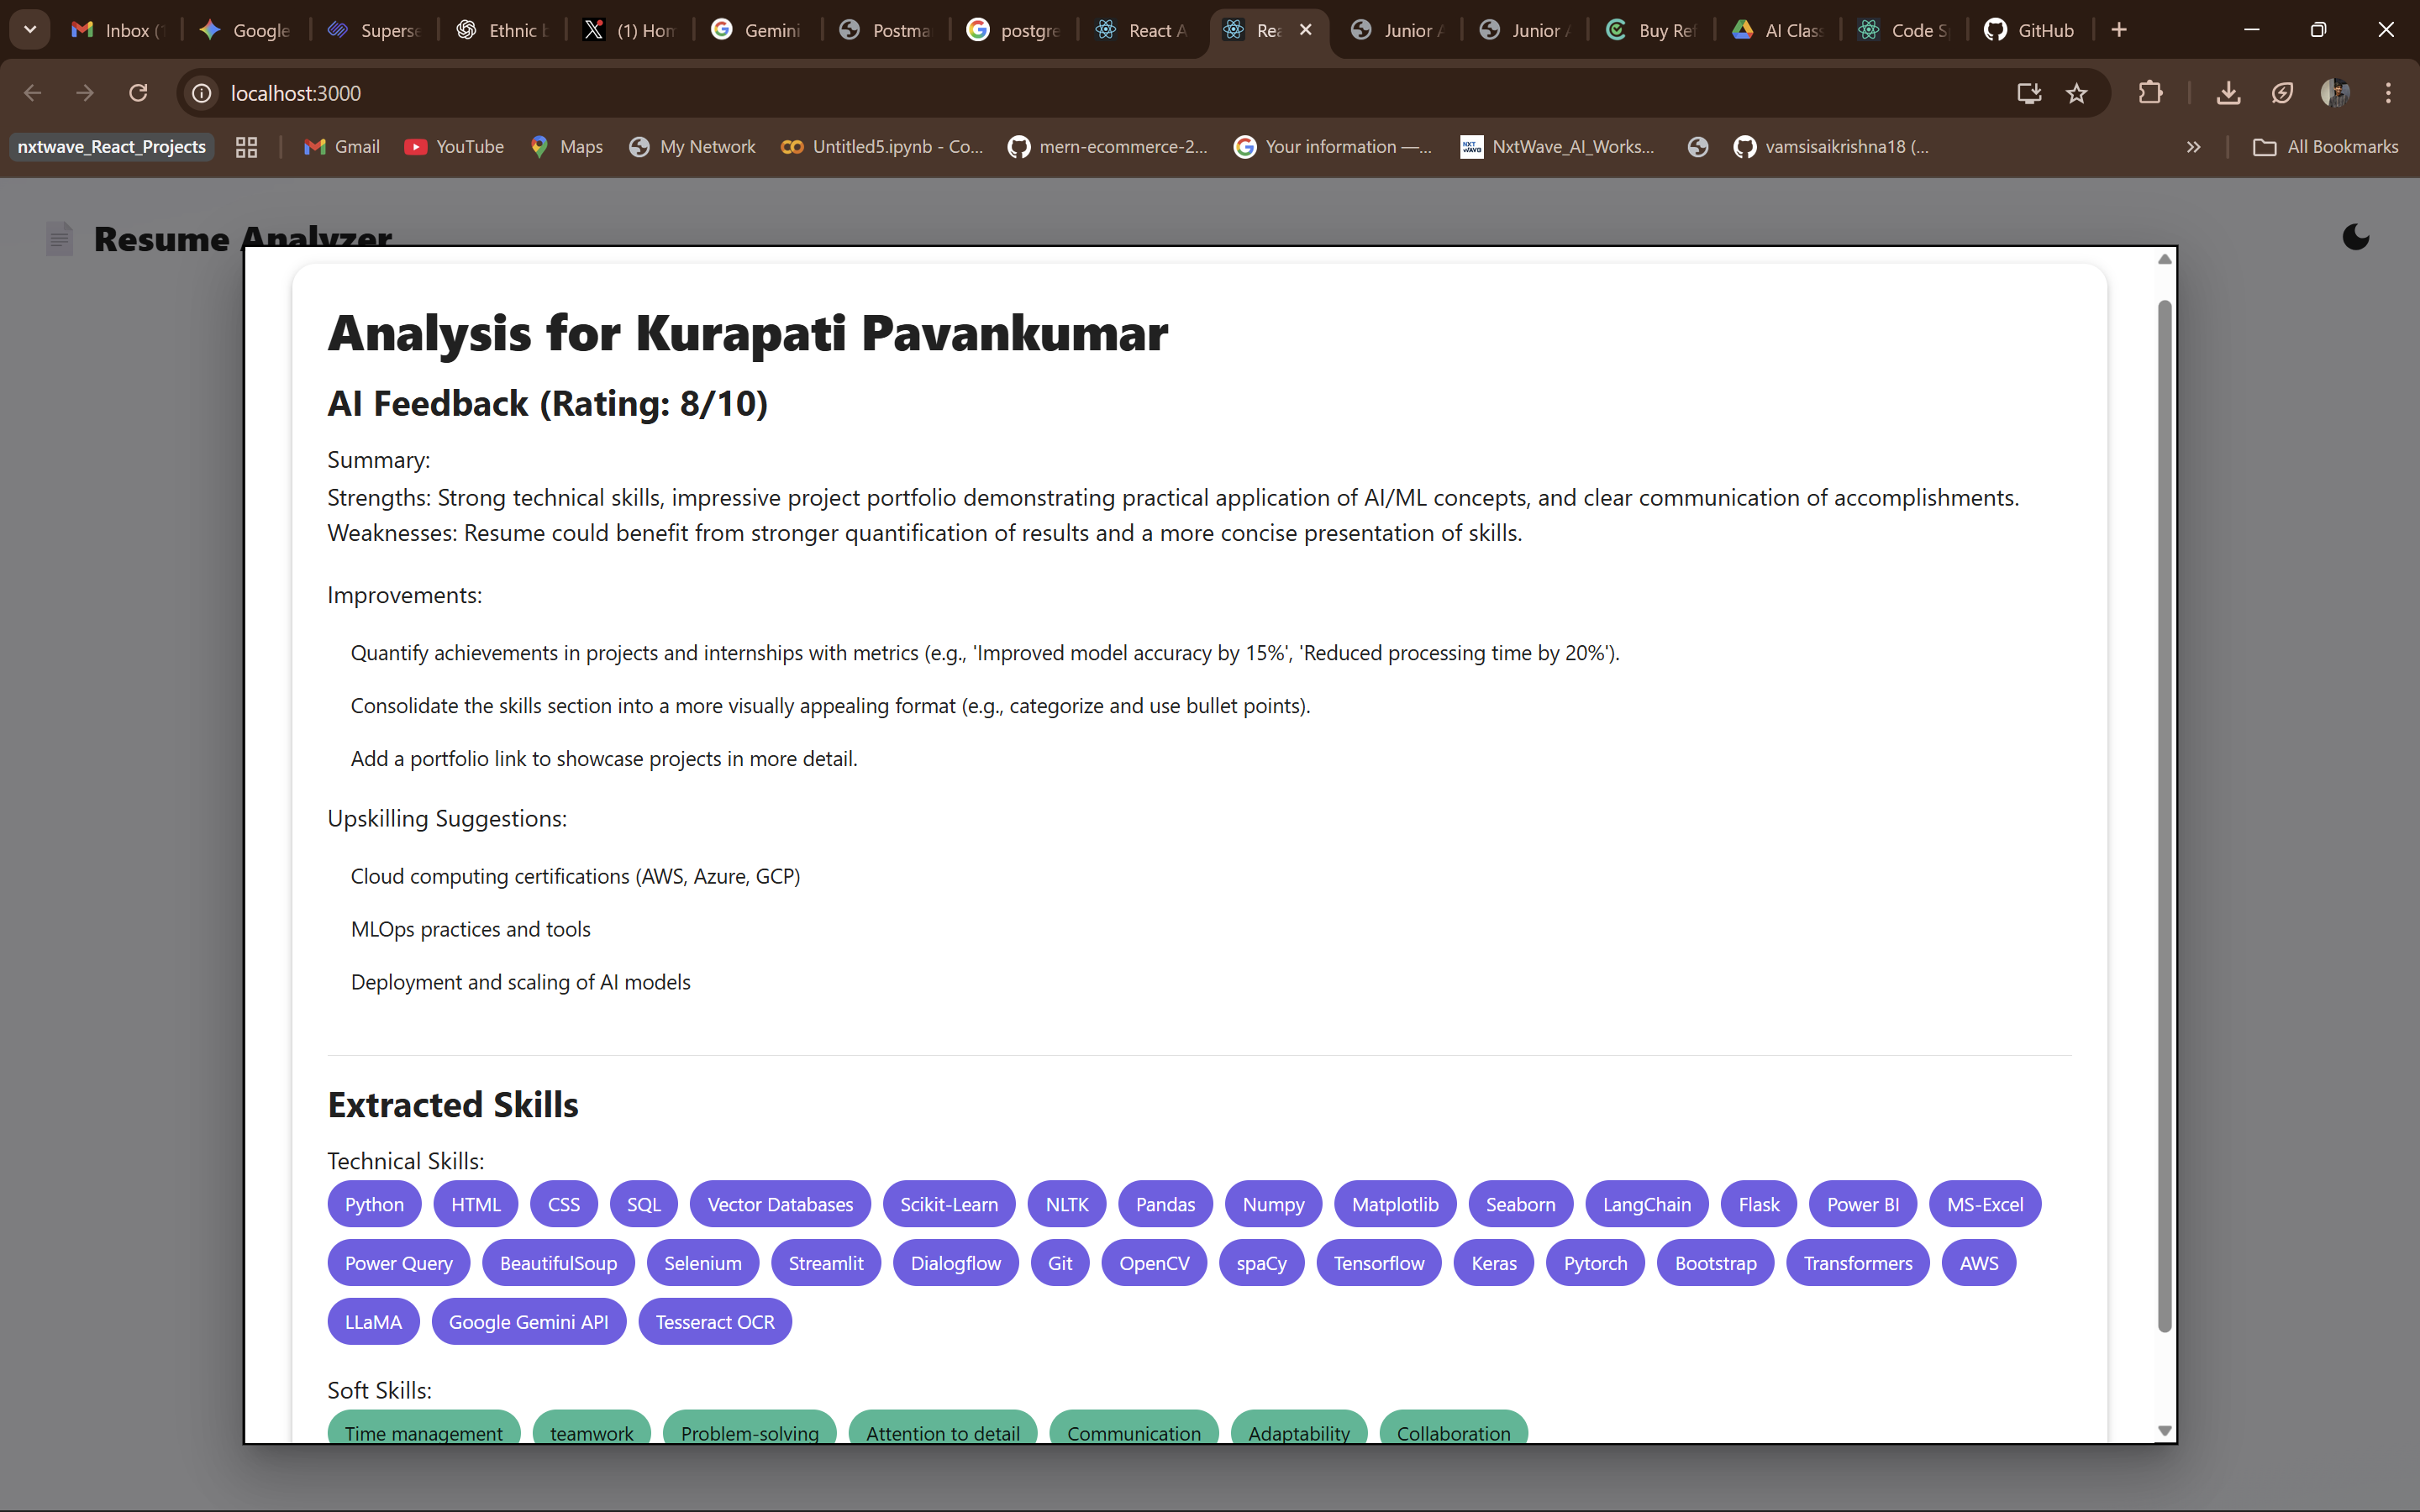 Inbox (
Google
Superse
Ethnic b
(1) Hom
Gemini
Postma
postgre
React A
Rea
Junior A
Junior A
Buy Ref
AI Class
Code S
GitHub
localhost:3000
nxtwave_React_Projects
Gmail
YouTube
Maps
My Network
Untitled5.ipynb - Co...
mern-ecommerce-2...
Your information —...
NxtWave_AI_Works...
vamsisaikrishna18 (...
All Bookmarks
Resume Analyzer
Analysis for Kurapati Pavankumar
AI Feedback (Rating: 8/10)
Summary:
Strengths: Strong technical skills, impressive project portfolio demonstrating practical application of AI/ML concepts, and clear communication of accomplishments.
Weaknesses: Resume could benefit from stronger quantification of results and a more concise presentation of skills.
Improvements:
Quantify achievements in projects and internships with metrics (e.g., 'Improved model accuracy by 15%', 'Reduced processing time by 20%').
Consolidate the skills section into a more visually appealing format (e.g., categorize and use bullet points).
Add a portfolio link to showcase projects in more detail.
Upskilling Suggestions:
Cloud computing certifications (AWS, Azure, GCP)
MLOps practices and tools
Deployment and scaling of AI models
Extracted Skills
Technical Skills:
Python HTML CSS SQL Vector Databases Scikit-Learn NLTK Pandas Numpy Matplotlib Seaborn LangChain Flask Power BI MS-Excel
Power Query BeautifulSoup Selenium Streamlit Dialogflow Git OpenCV spaCy Tensorflow Keras Pytorch Bootstrap Transformers AWS
LLaMA Google Gemini API Tesseract OCR
Soft Skills:
Time management teamwork Problem-solving Attention to detail Communication Adaptability Collaboration